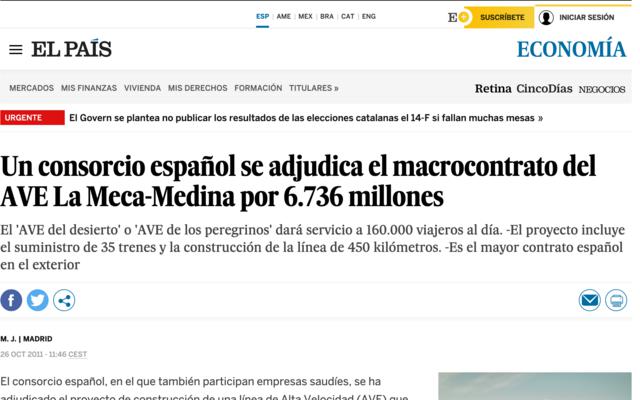 ESP | AME | MEX | BRA | CAT | ENG
E+ SUSCRÍBETE INICIAR SESIÓN
EL PAÍS ECONOMÍA
MERCADOS MIS FINANZAS VIVIENDA MIS DERECHOS FORMACIÓN TITULARES » Retina CincoDías NEGOCIOS
URGENTE El Govern se plantea no publicar los resultados de las elecciones catalanas el 14-F si fallan muchas mesas »
Un consorcio español se adjudica el macrocontrato del
AVE La Meca-Medina por 6.736 millones
El 'AVE del desierto' o 'AVE de los peregrinos' dará servicio a 160.000 viajeros al día. -El proyecto incluye
el suministro de 35 trenes y la construcción de la línea de 450 kilómetros. -Es el mayor contrato español
en el exterior
M. J. | MADRID
26 OCT 2011 - 11:46 CEST
El consorcio español, en el que también participan empresas saudíes, se ha
adjudicado el proyecto de construcción de una línea de Alta Velocidad (AVE) que